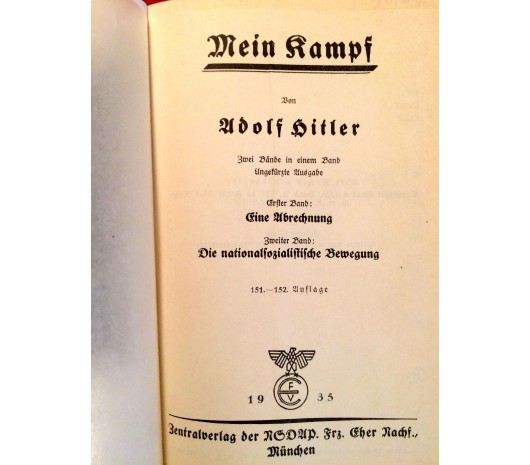 Mein Kampf
Von
Adolf Hitler
Zwei Bände in einem Band
Ungekürzte Ausgabe
Erster Band:
Eine Abrechnung
Zweiter Band:
Die nationalsozialistische Bewegung
151.—152. Auflage
F
E
V
19 35
Zentralverlag der NSDAP. Frz. Eher Nachf.,
München